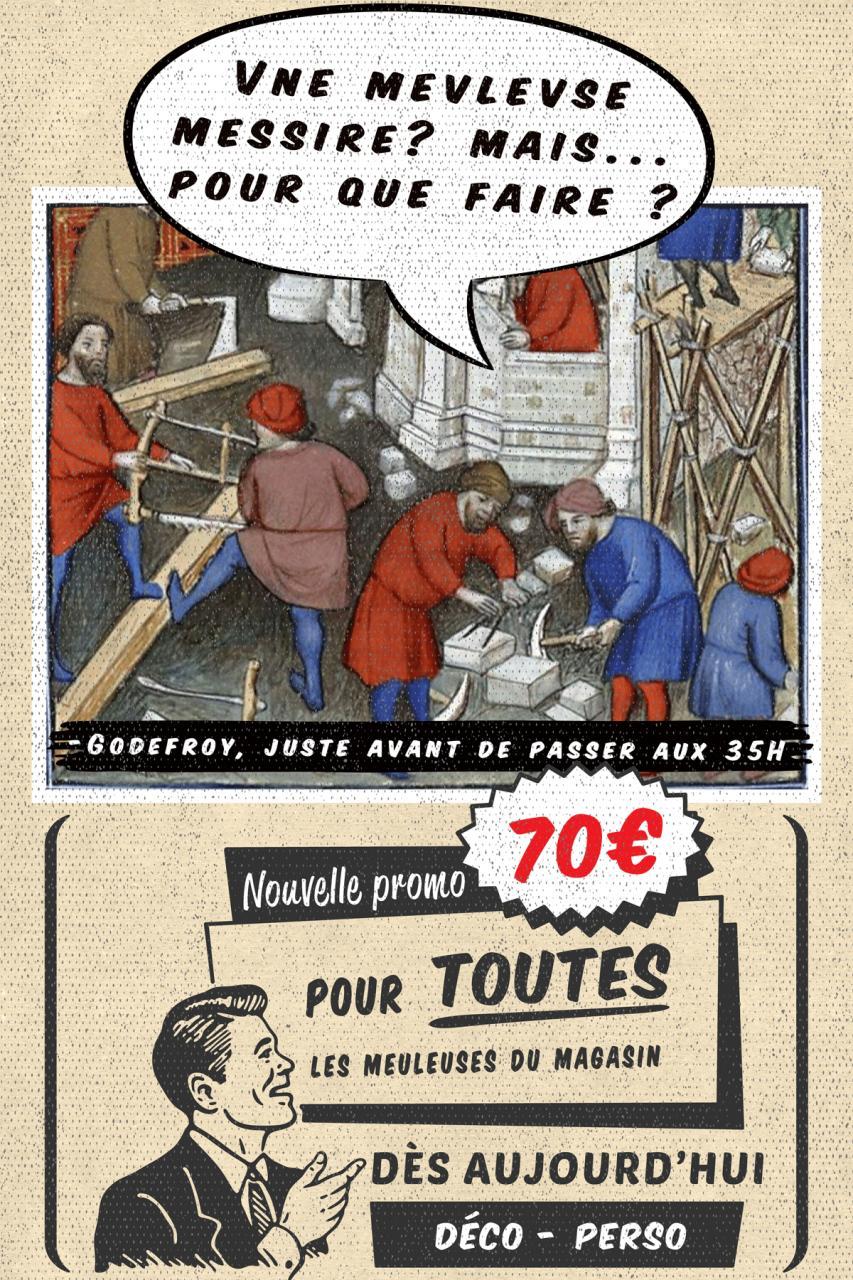 VNE MEVLEVSE
MESSIRE? MAIS...
POUR QUE FAIRE ?
-GODEFROY, JUSTE AVANT DE PASSER AUX 35H
70€
Nouvelle promo
POUR TOUTES
LES MEULEUSES DU MAGASIN
DÈS AUJOURD'HUI
DÉCO - PERSO